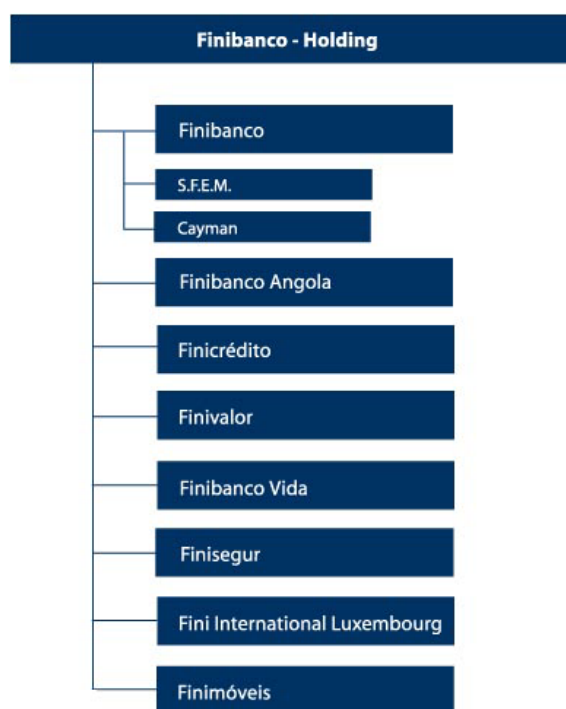 Finibanco - Holding
Finibanco
S.F.E.M.
Cayman
Finibanco Angola
Finicrédito
Finivalor
Finibanco Vida
Finisegur
Fini International Luxembourg
Finimóveis